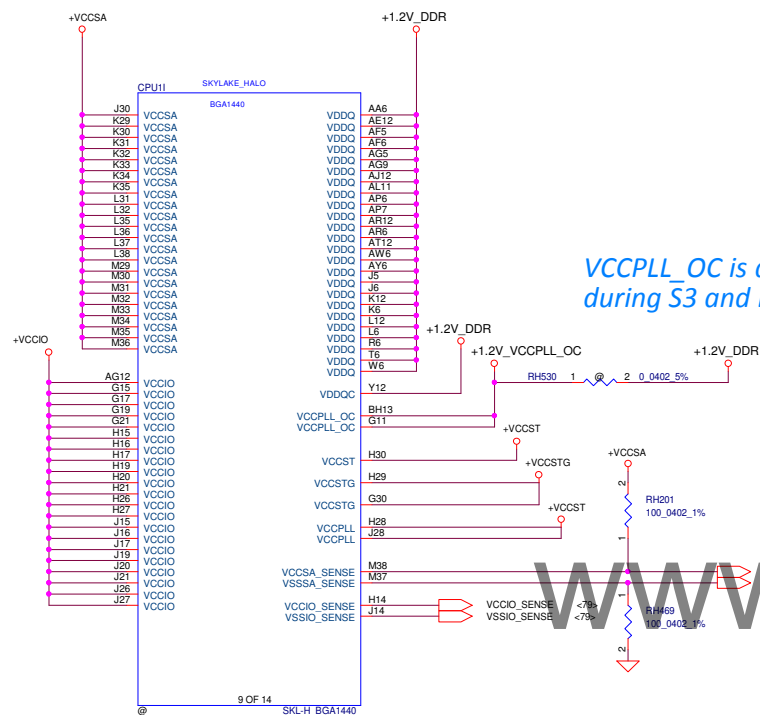 +VCCSA
+1.2V_DDR
CPU1I
SKYLAKE_HALO
BGA1440
J30 VCCSA
K29 VCCSA
K30 VCCSA
K31 VCCSA
K32 VCCSA
K33 VCCSA
K34 VCCSA
K35 VCCSA
L31 VCCSA
L32 VCCSA
L35 VCCSA
L36 VCCSA
L37 VCCSA
L38 VCCSA
M29 VCCSA
M30 VCCSA
M31 VCCSA
M32 VCCSA
M33 VCCSA
M34 VCCSA
M35 VCCSA
M36 VCCSA
+VCCIO
AG12 VCCIO
G15 VCCIO
G17 VCCIO
G19 VCCIO
G21 VCCIO
H15 VCCIO
H16 VCCIO
H17 VCCIO
H19 VCCIO
H20 VCCIO
H21 VCCIO
H26 VCCIO
H27 VCCIO
J15 VCCIO
J16 VCCIO
J17 VCCIO
J19 VCCIO
J20 VCCIO
J21 VCCIO
J26 VCCIO
J27 VCCIO
VDDQ AA6
VDDQ AE12
VDDQ AF5
VDDQ AF6
VDDQ AG5
VDDQ AG9
VDDQ AJ12
VDDQ AL11
VDDQ AP6
VDDQ AP7
VDDQ AR12
VDDQ AR6
VDDQ AT12
VDDQ AW6
VDDQ AY6
VDDQ J5
VDDQ J6
VDDQ K12
VDDQ K6
VDDQ L12
VDDQ L6
VDDQ R6
VDDQ T6
VDDQ W6
VDDQC Y12
VCCPLL_OC BH13
VCCPLL_OC G11
VCCST H30
VCCSTG H29
VCCSTG G30
VCCPLL H28
VCCPLL J28
VCCSA_SENSE M38
VSSSA_SENSE M37
VCCIO_SENSE H14 VCCIO_SENSE <79>
VSSIO_SENSE J14 VSSIO_SENSE <79>
VCCPLL_OC is
during S3 and
+1.2V_DDR
+1.2V_VCCPLL_OC
+1.2V_DDR
RH530 1 @ 2 0_0402_5%
+VCCST
+VCCSTG
+VCCST
+VCCSA
2
RH201
100_0402_1%
1
1
RH469
100_0402_1%
2
WWW
9 OF 14
@
SKL-H_BGA1440